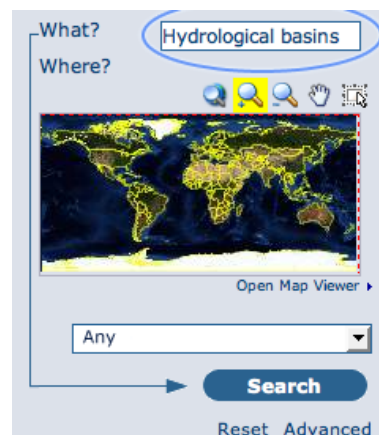 What?
Hydrological basins
Where?
Open Map Viewer
Any
Search
Reset Advanced